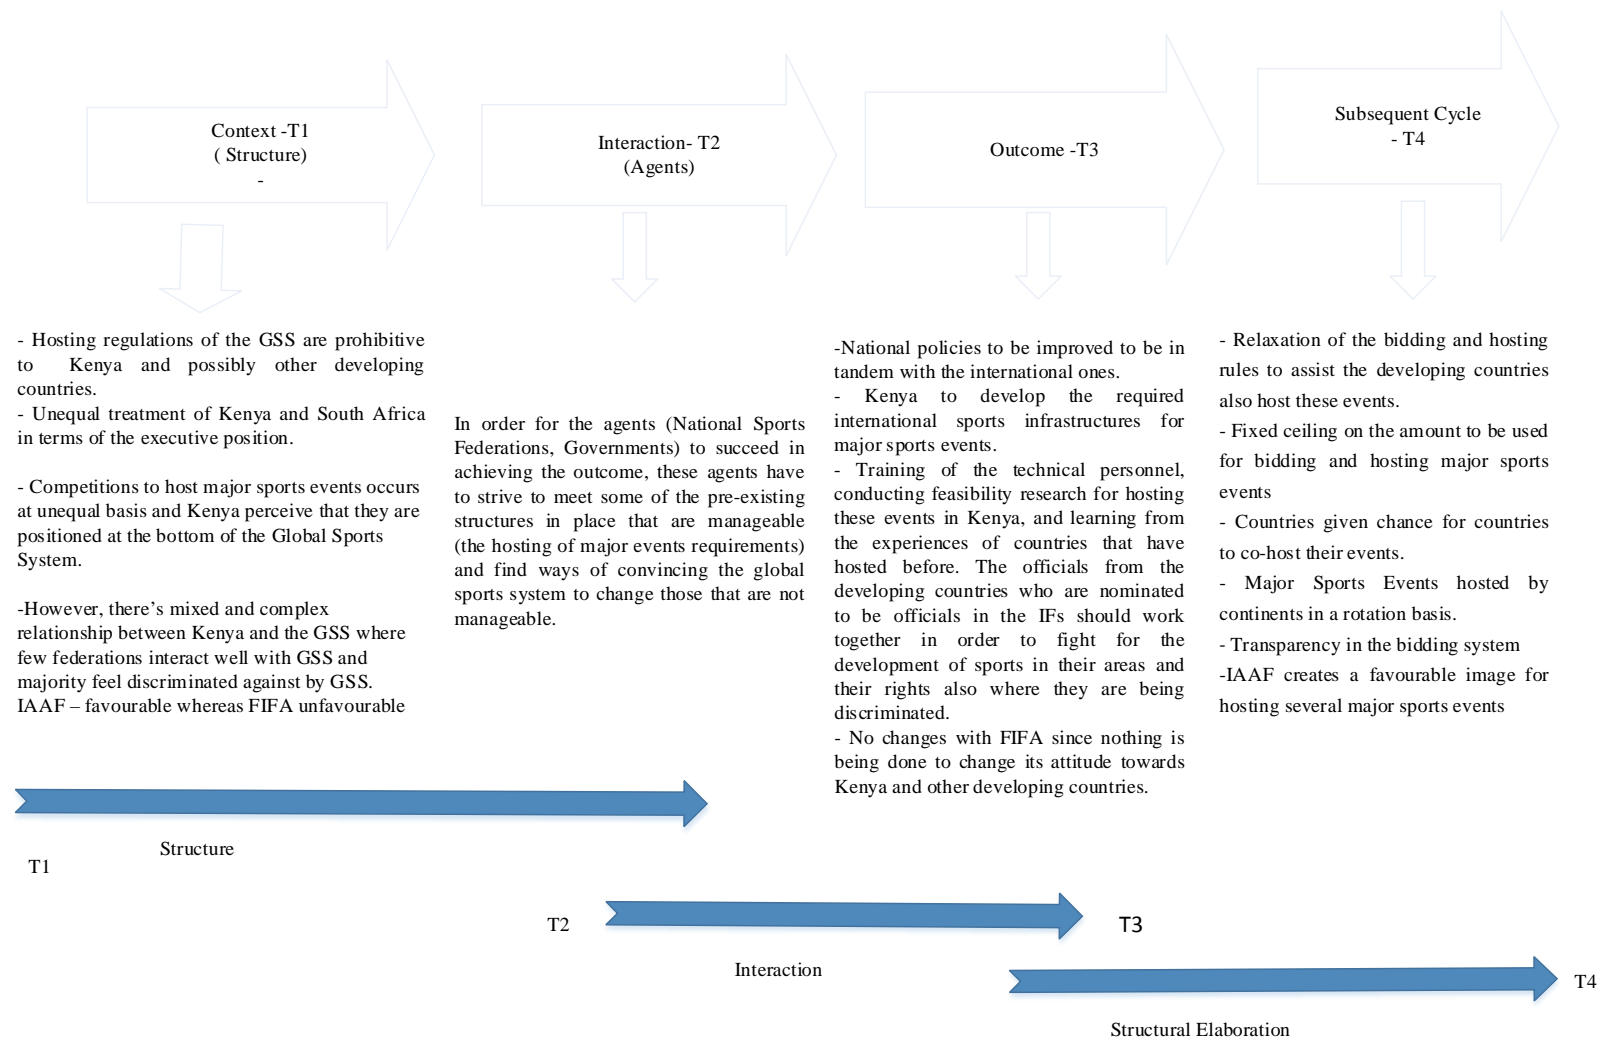 Context -T1
( Structure)
-
Interaction- T2
(Agents)
Outcome -T3
Subsequent Cycle
- T4
- Hosting regulations of the GSS are prohibitive
to Kenya and possibly other developing
countries.
- Unequal treatment of Kenya and South Africa
in terms of the executive position.
- Competitions to host major sports events occurs
at unequal basis and Kenya perceive that they are
positioned at the bottom of the Global Sports
System.
-However, there's mixed and complex
relationship between Kenya and the GSS where
few federations interact well with GSS and
majority feel discriminated against by GSS.
IAAF – favourable whereas FIFA unfavourable
In order for the agents (National Sports
Federations, Governments) to succeed in
achieving the outcome, these agents have
to strive to meet some of the pre-existing
structures in place that are manageable
(the hosting of major events requirements)
and find ways of convincing the global
sports system to change those that are not
manageable.
-National policies to be improved to be in
tandem with the international ones.
- Kenya to develop the required
international sports infrastructures for
major sports events.
- Training of the technical personnel,
conducting feasibility research for hosting
these events in Kenya, and learning from
the experiences of countries that have
hosted before. The officials from the
developing countries who are nominated
to be officials in the IFs should work
together in order to fight for the
development of sports in their areas and
their rights also where they are being
discriminated.
- No changes with FIFA since nothing is
being done to change its attitude towards
Kenya and other developing countries.
- Relaxation of the bidding and hosting
rules to assist the developing countries
also host these events.
- Fixed ceiling on the amount to be used
for bidding and hosting major sports
events
- Countries given chance for countries
to co-host their events.
- Major Sports Events hosted by
continents in a rotation basis.
- Transparency in the bidding system
-IAAF creates a favourable image for
hosting several major sports events
Structure
T1
T2
T3
Interaction
T4
Structural Elaboration